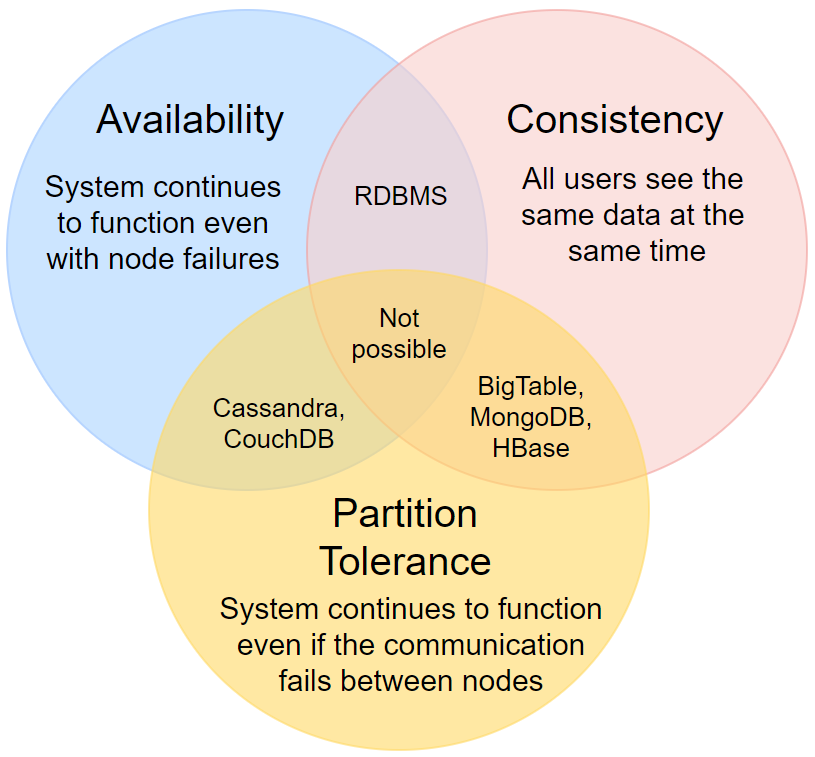 Availability
System continues
to function even
with node failures
Consistency
All users see the
same data at the
same time
RDBMS
Not
possible
Cassandra,
CouchDB
BigTable,
MongoDB,
HBase
Partition
Tolerance
System continues to function
even if the communication
fails between nodes